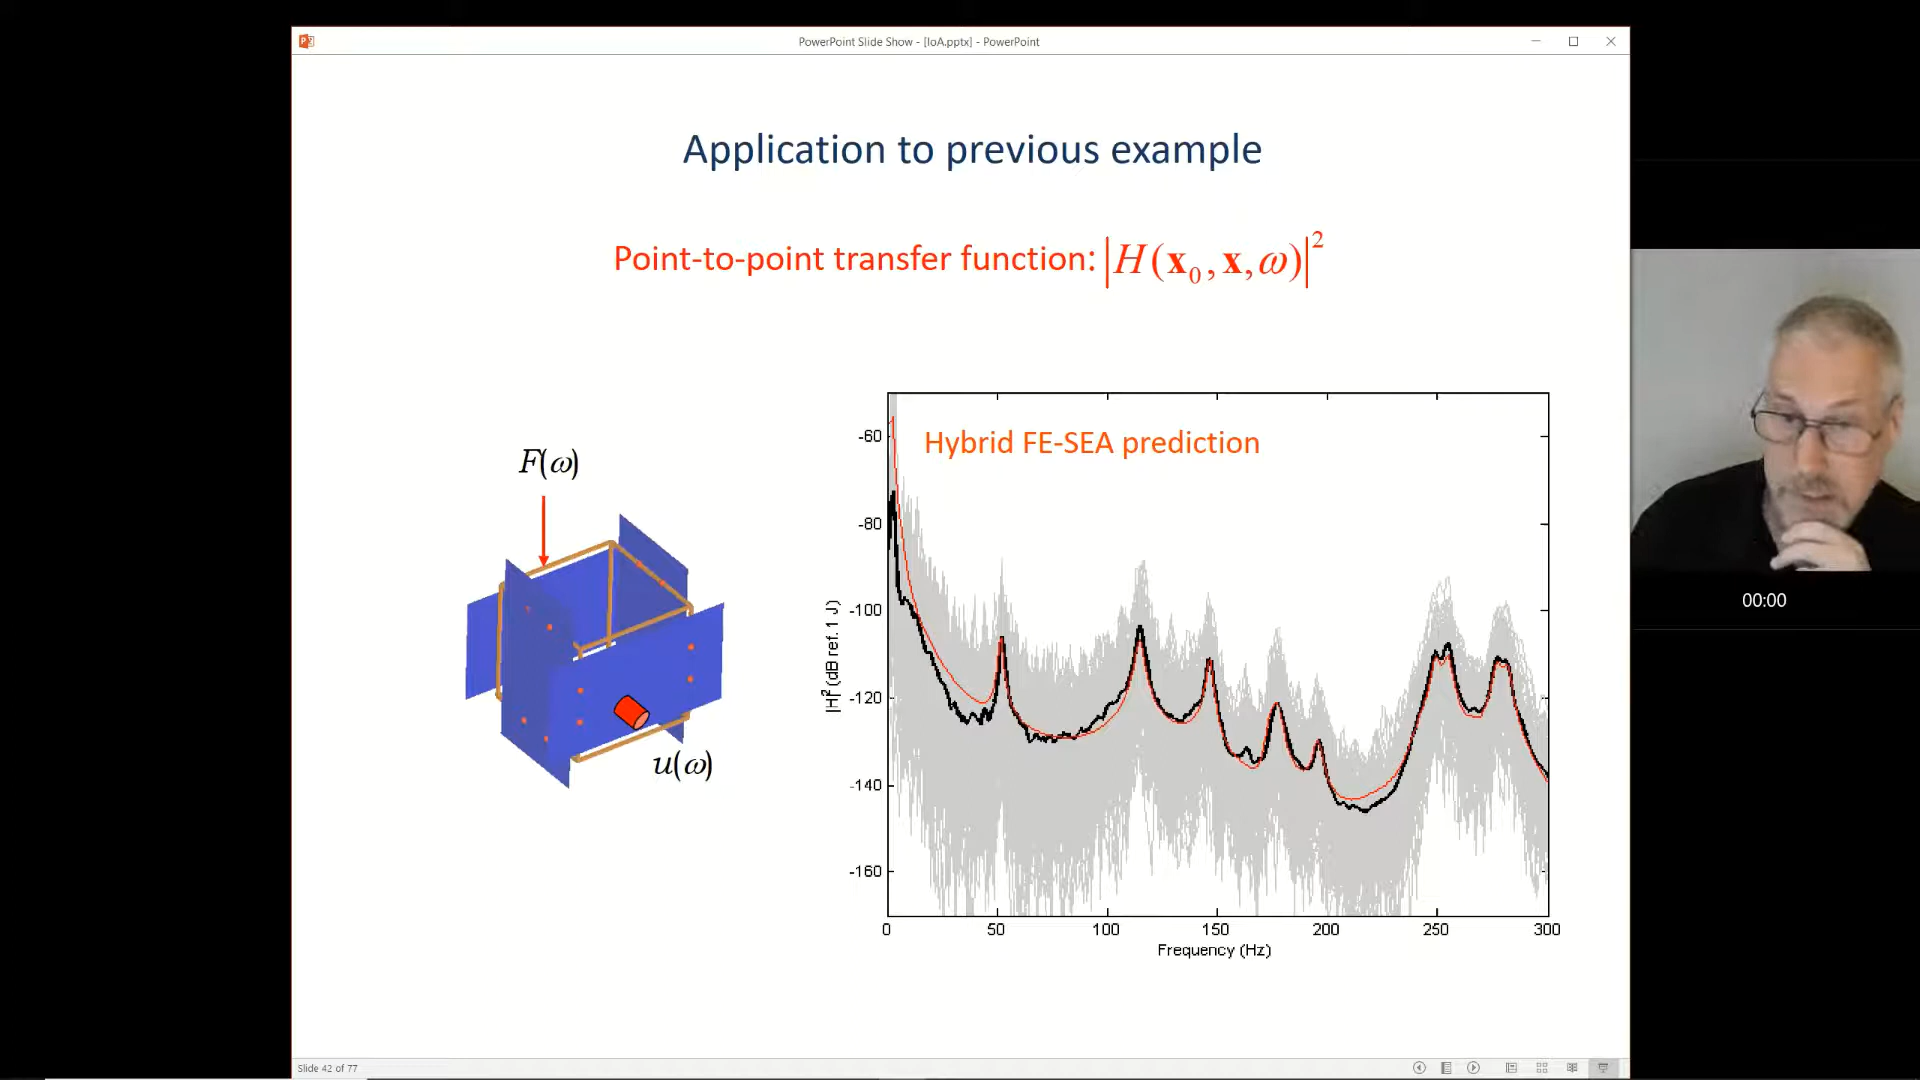 PowerPoint Slide Show - [IoA.pptx] - PowerPoint
Application to previous example
Point-to-point transfer function: |H(x₀, x, ω)|²
F(ω)
u(ω)
Hybrid FE-SEA prediction
|H|² (dB ref. 1 J)
-60
-80
-100
-120
-140
-160
0 50 100 150 200 250 300
Frequency (Hz)
00:00
Slide 42 of 77